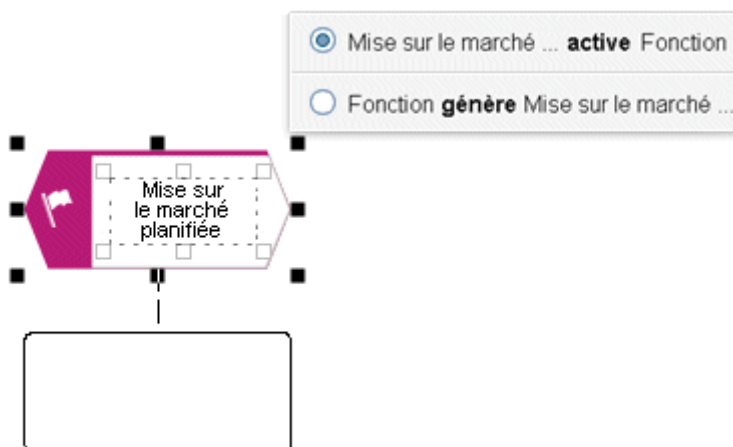 Mise sur le marché ... active Fonction
Fonction génère Mise sur le marché ...
Mise sur
le marché
planifiée